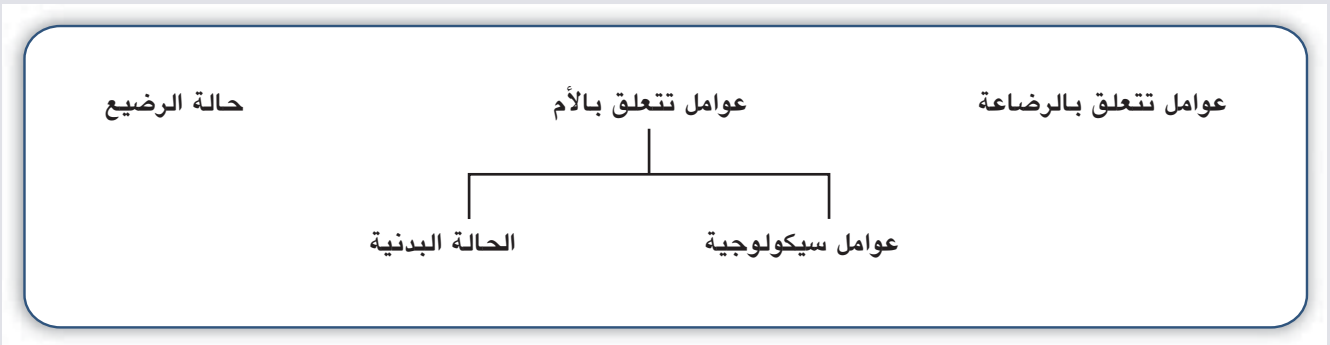 عوامل تتعلق بالرضاعة
عوامل تتعلق بالأم
حالة الرضيع
عوامل سيكولوجية
الحالة البدنية